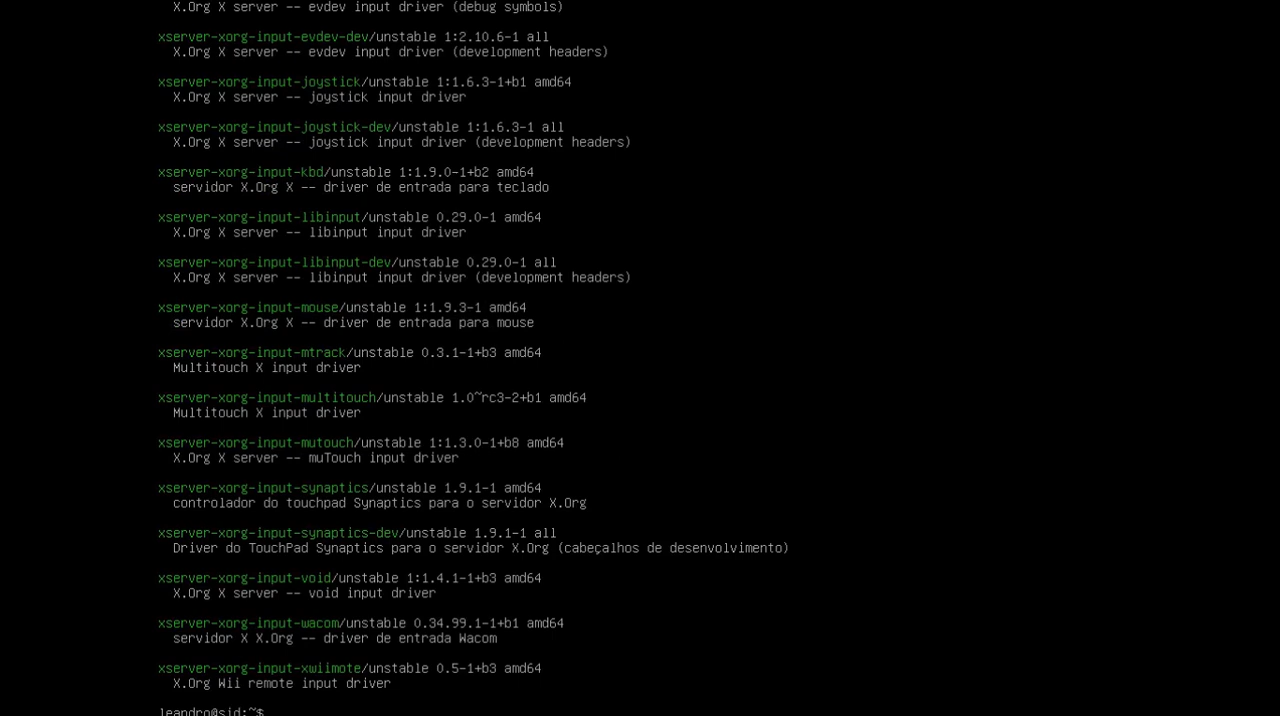 X.Org X server -- evdev input driver (debug symbols)
xserver-xorg-input-evdev-dev/unstable 1:2.10.6-1 all
X.Org X server -- evdev input driver (development headers)
xserver-xorg-input-joystick/unstable 1:1.6.3-1+b1 amd64
X.Org X server -- joystick input driver
xserver-xorg-input-joystick-dev/unstable 1:1.6.3-1 all
X.Org X server -- joystick input driver (development headers)
xserver-xorg-input-kbd/unstable 1:1.9.0-1+b2 amd64
servidor X.Org X -- driver de entrada para teclado
xserver-xorg-input-libinput/unstable 0.29.0-1 amd64
X.Org X server -- libinput input driver
xserver-xorg-input-libinput-dev/unstable 0.29.0-1 all
X.Org X server -- libinput input driver (development headers)
xserver-xorg-input-mouse/unstable 1:1.9.3-1 amd64
servidor X.Org X -- driver de entrada para mouse
xserver-xorg-input-mtrack/unstable 0.3.1-1+b3 amd64
Multitouch X input driver
xserver-xorg-input-multitouch/unstable 1.0~rc3-2+b1 amd64
Multitouch X input driver
xserver-xorg-input-mutouch/unstable 1:1.3.0-1+b8 amd64
X.Org X server -- muTouch input driver
xserver-xorg-input-synaptics/unstable 1.9.1-1 amd64
controlador do touchpad Synaptics para o servidor X.Org
xserver-xorg-input-synaptics-dev/unstable 1.9.1-1 all
Driver do TouchPad Synaptics para o servidor X.Org (cabeçalhos de desenvolvimento)
xserver-xorg-input-void/unstable 1:1.4.1-1+b3 amd64
X.Org X server -- void input driver
xserver-xorg-input-wacom/unstable 0.34.99.1-1+b1 amd64
servidor X X.Org -- driver de entrada Wacom
xserver-xorg-input-xwiimote/unstable 0.5-1+b3 amd64
X.Org Wii remote input driver
leandro@sid:~$